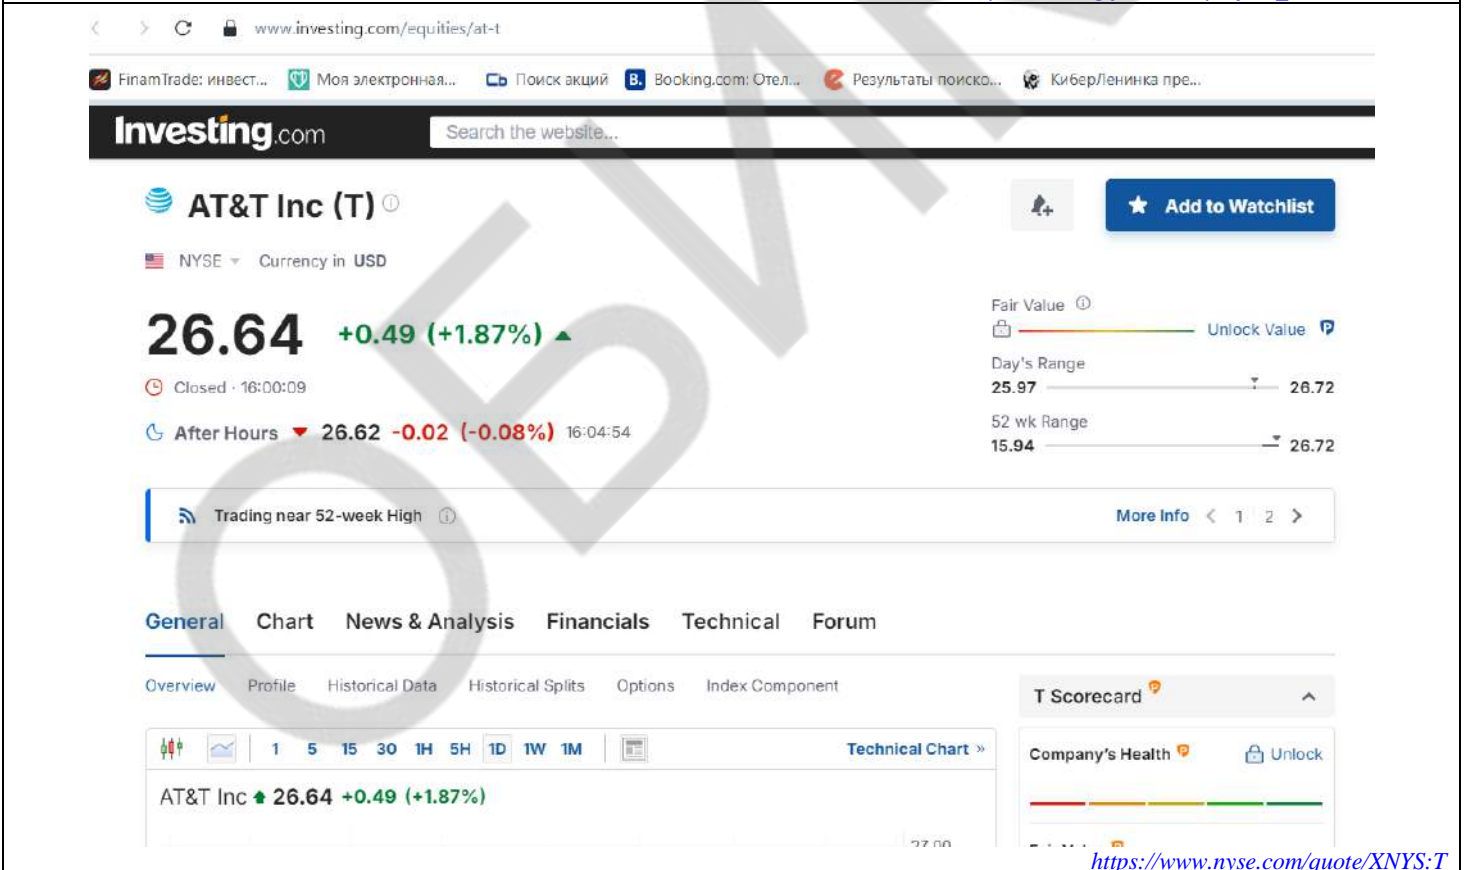 www.investing.com/equities/at-t
FinamTrade: инвест... Моя электронная... Поиск акций Booking.com: Отел... Результаты поиско... КиберЛенинка пре...
Investing.com Search the website...
AT&T Inc (T)
Add to Watchlist
NYSE Currency in USD
26.64 +0.49 (+1.87%)
Fair Value
Unlock Value
Day's Range
25.97 26.72
Closed · 16:00:09
52 wk Range
15.94 26.72
After Hours 26.62 -0.02 (-0.08%) 16:04:54
Trading near 52-week High More Info 1 2
General Chart News & Analysis Financials Technical Forum
Overview Profile Historical Data Historical Splits Options Index Component
T Scorecard
1 5 15 30 1H 5H 1D 1W 1M Technical Chart »
Company's Health Unlock
AT&T Inc 26.64 +0.49 (+1.87%)
https://www.nyse.com/quote/XNYS:T